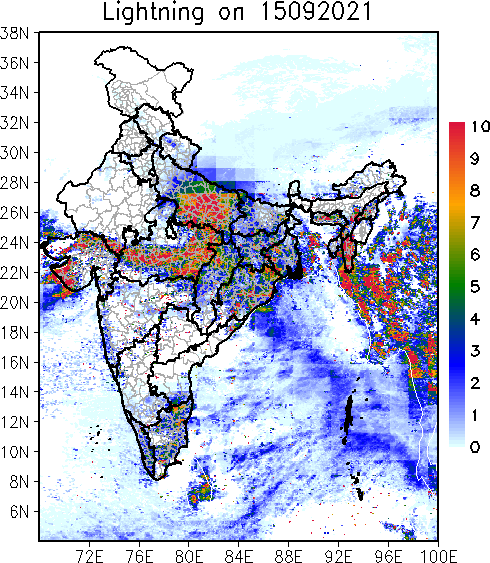 Lightning on 15092021
38N
36N
34N
32N
30N
28N
26N
24N
22N
20N
18N
16N
14N
12N
10N
8N
6N
72E 76E 80E 84E 88E 92E 96E 100E
10
9
8
7
6
5
4
3
2
1
0